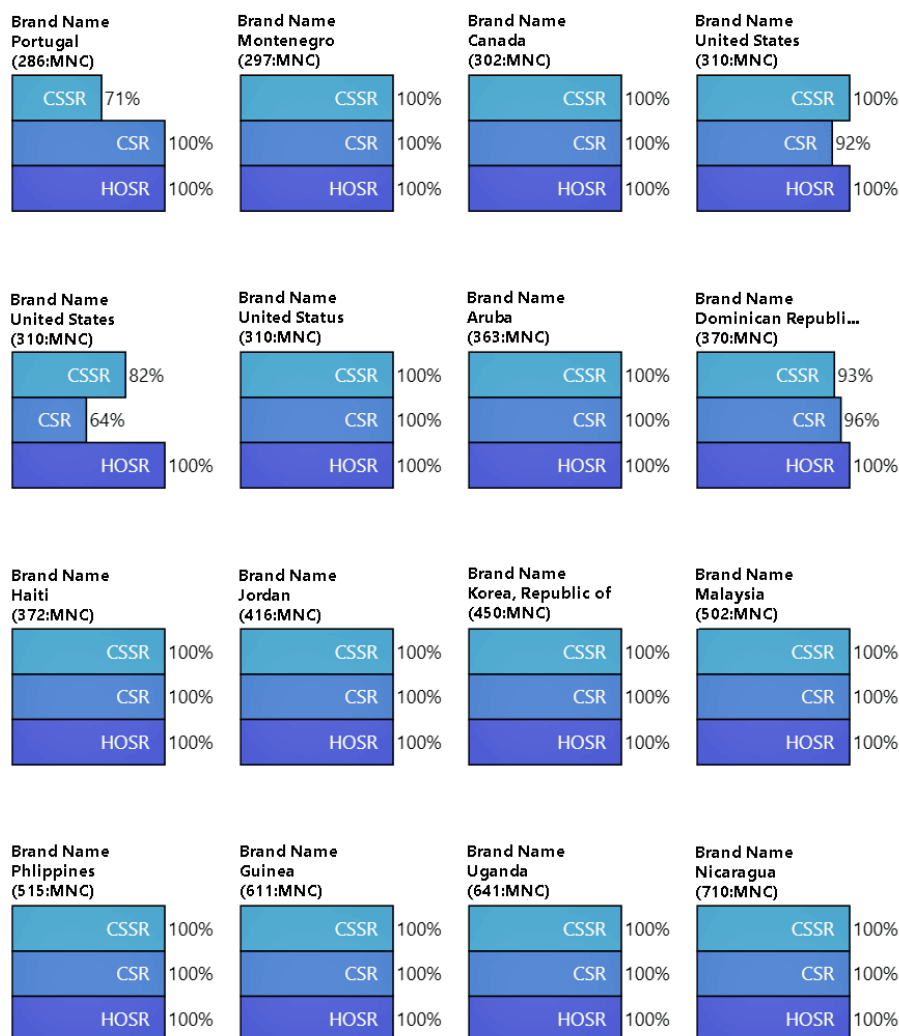 Brand Name
Portugal
(286:MNC)
CSSR 71%
CSR 100%
HOSR 100%
Brand Name
Montenegro
(297:MNC)
CSSR 100%
CSR 100%
HOSR 100%
Brand Name
Canada
(302:MNC)
CSSR 100%
CSR 100%
HOSR 100%
Brand Name
United States
(310:MNC)
CSSR 100%
CSR 92%
HOSR 100%
Brand Name
United States
(310:MNC)
CSSR 82%
CSR 64%
HOSR 100%
Brand Name
United Status
(310:MNC)
CSSR 100%
CSR 100%
HOSR 100%
Brand Name
Aruba
(363:MNC)
CSSR 100%
CSR 100%
HOSR 100%
Brand Name
Dominican Republi...
(370:MNC)
CSSR 93%
CSR 96%
HOSR 100%
Brand Name
Haiti
(372:MNC)
CSSR 100%
CSR 100%
HOSR 100%
Brand Name
Jordan
(416:MNC)
CSSR 100%
CSR 100%
HOSR 100%
Brand Name
Korea, Republic of
(450:MNC)
CSSR 100%
CSR 100%
HOSR 100%
Brand Name
Malaysia
(502:MNC)
CSSR 100%
CSR 100%
HOSR 100%
Brand Name
Phlippines
(515:MNC)
CSSR 100%
CSR 100%
HOSR 100%
Brand Name
Guinea
(611:MNC)
CSSR 100%
CSR 100%
HOSR 100%
Brand Name
Uganda
(641:MNC)
CSSR 100%
CSR 100%
HOSR 100%
Brand Name
Nicaragua
(710:MNC)
CSSR 100%
CSR 100%
HOSR 100%